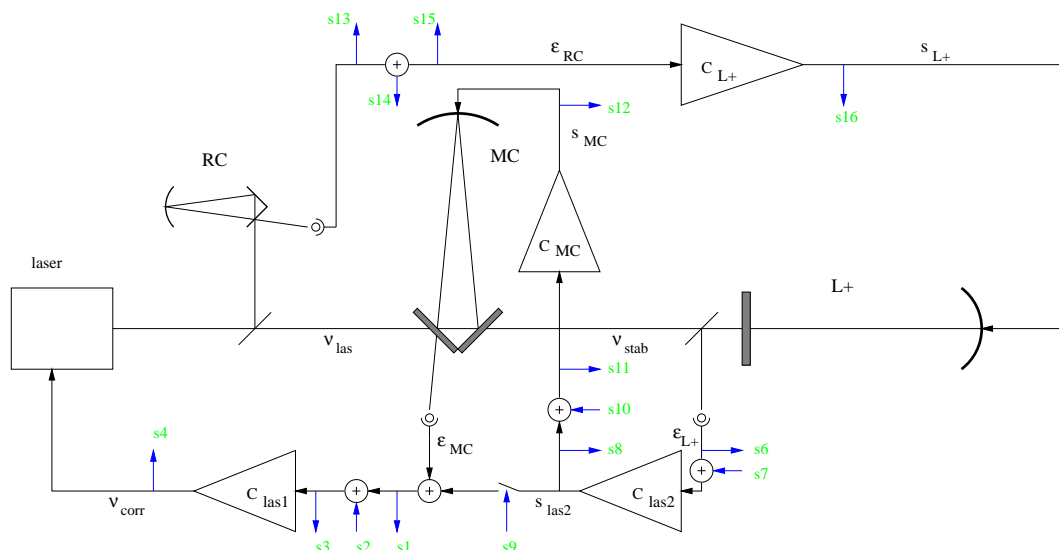 s13
s15
ε RC
C L+
s L+
+
s14
s16
s12
s MC
MC
RC
C MC
laser
L+
ν las
ν stab
s11
+
s10
s4
ε MC
s8
ε L+
s6
+
s7
C las1
+
+
C las2
ν corr
s las2
s3
s2
s1
s9